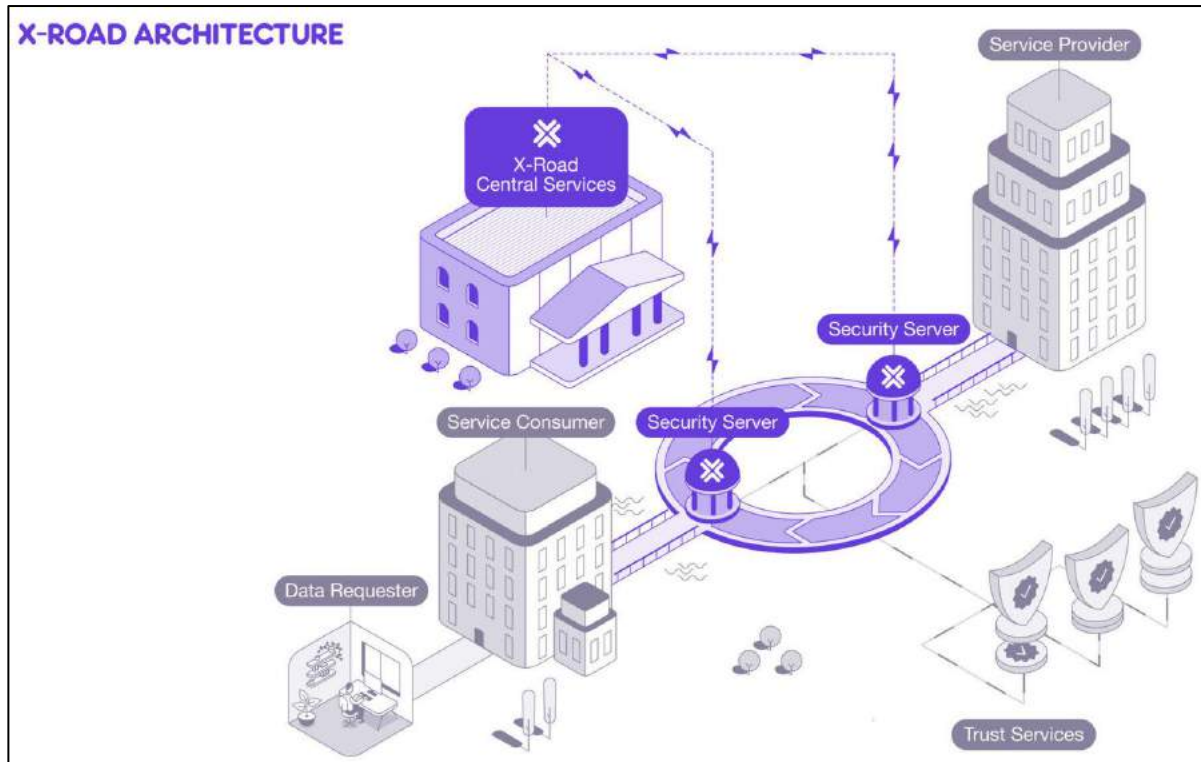 X-ROAD ARCHITECTURE
Service Provider
X-Road
Central Services
Security Server
Service Consumer
Security Server
Data Requester
Trust Services